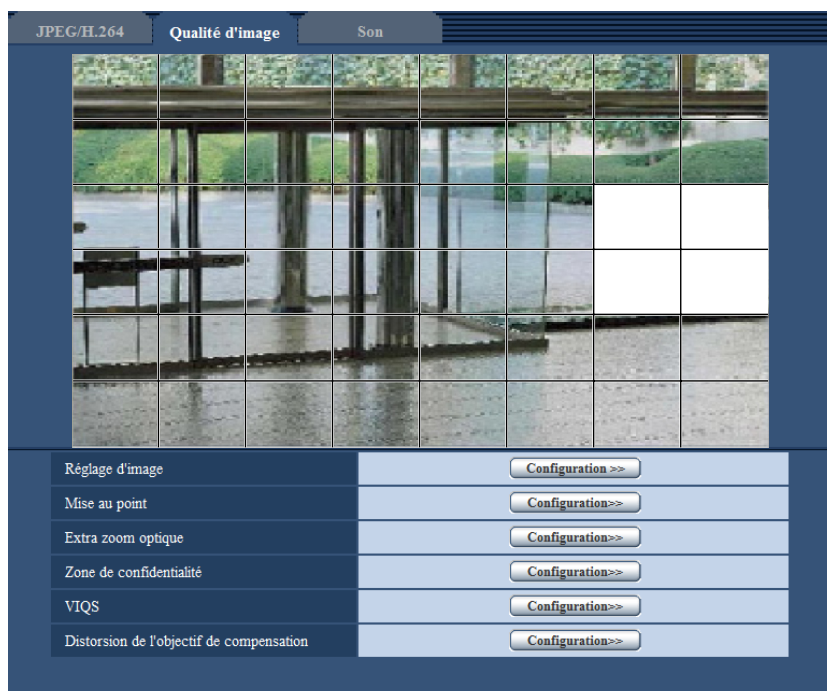 JPEG/H.264 Qualité d'image Son
Réglage d'image Configuration >>
Mise au point Configuration>>
Extra zoom optique Configuration>>
Zone de confidentialité Configuration>>
VIQS Configuration>>
Distorsion de l'objectif de compensation Configuration>>